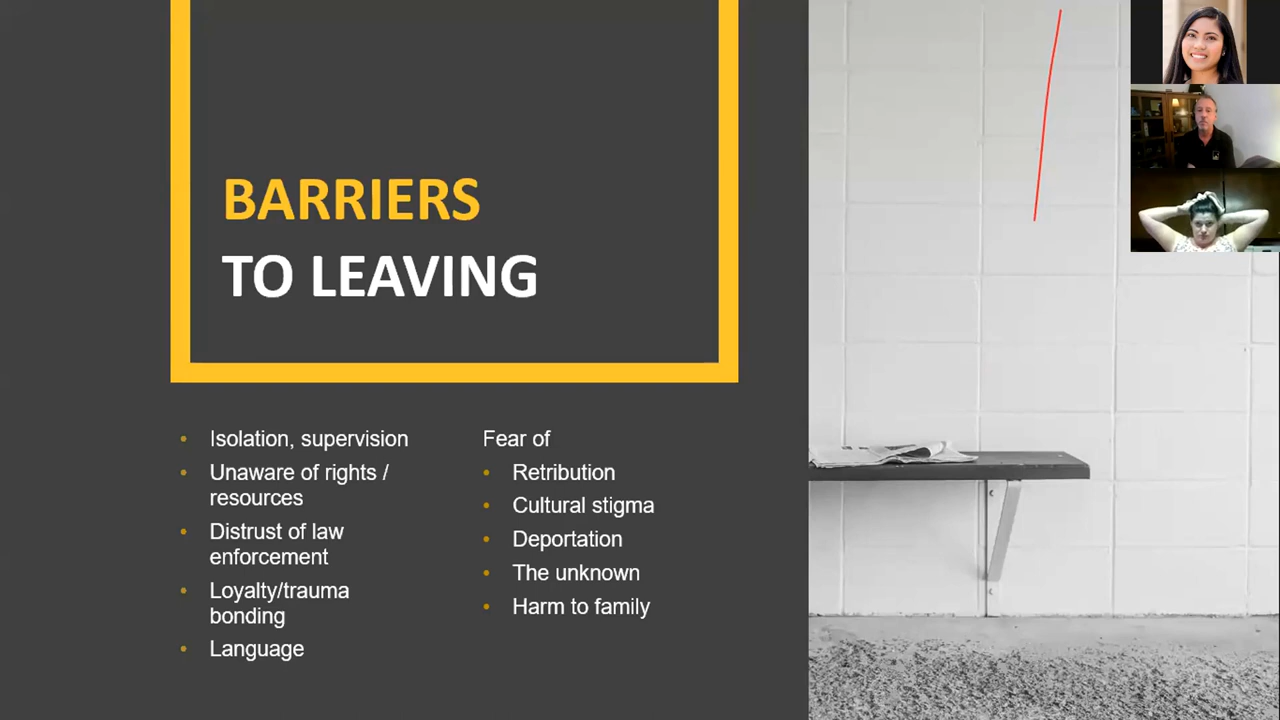 BARRIERS
TO LEAVING
Isolation, supervision
Unaware of rights /
resources
Distrust of law
enforcement
Loyalty/trauma
bonding
Language
Fear of
Retribution
Cultural stigma
Deportation
The unknown
Harm to family